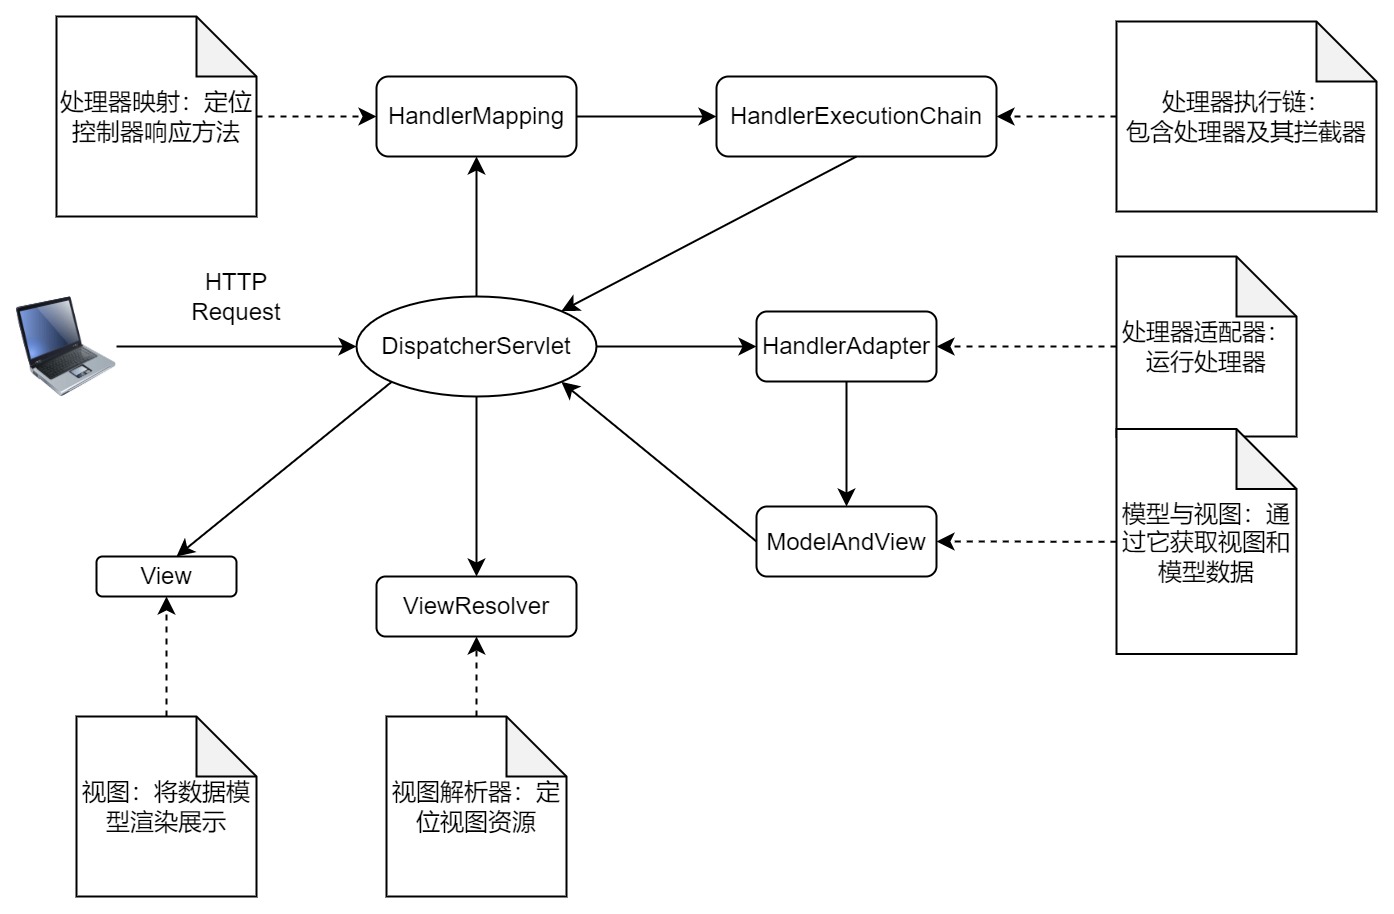 处理器映射：定位
控制器响应方法
HandlerMapping
HandlerExecutionChain
处理器执行链：
包含处理器及其拦截器
HTTP
Request
DispatcherServlet
HandlerAdapter
处理器适配器：
运行处理器
ModelAndView
模型与视图：通
过它获取视图和
模型数据
View
ViewResolver
视图：将数据模
型渲染展示
视图解析器：定
位视图资源